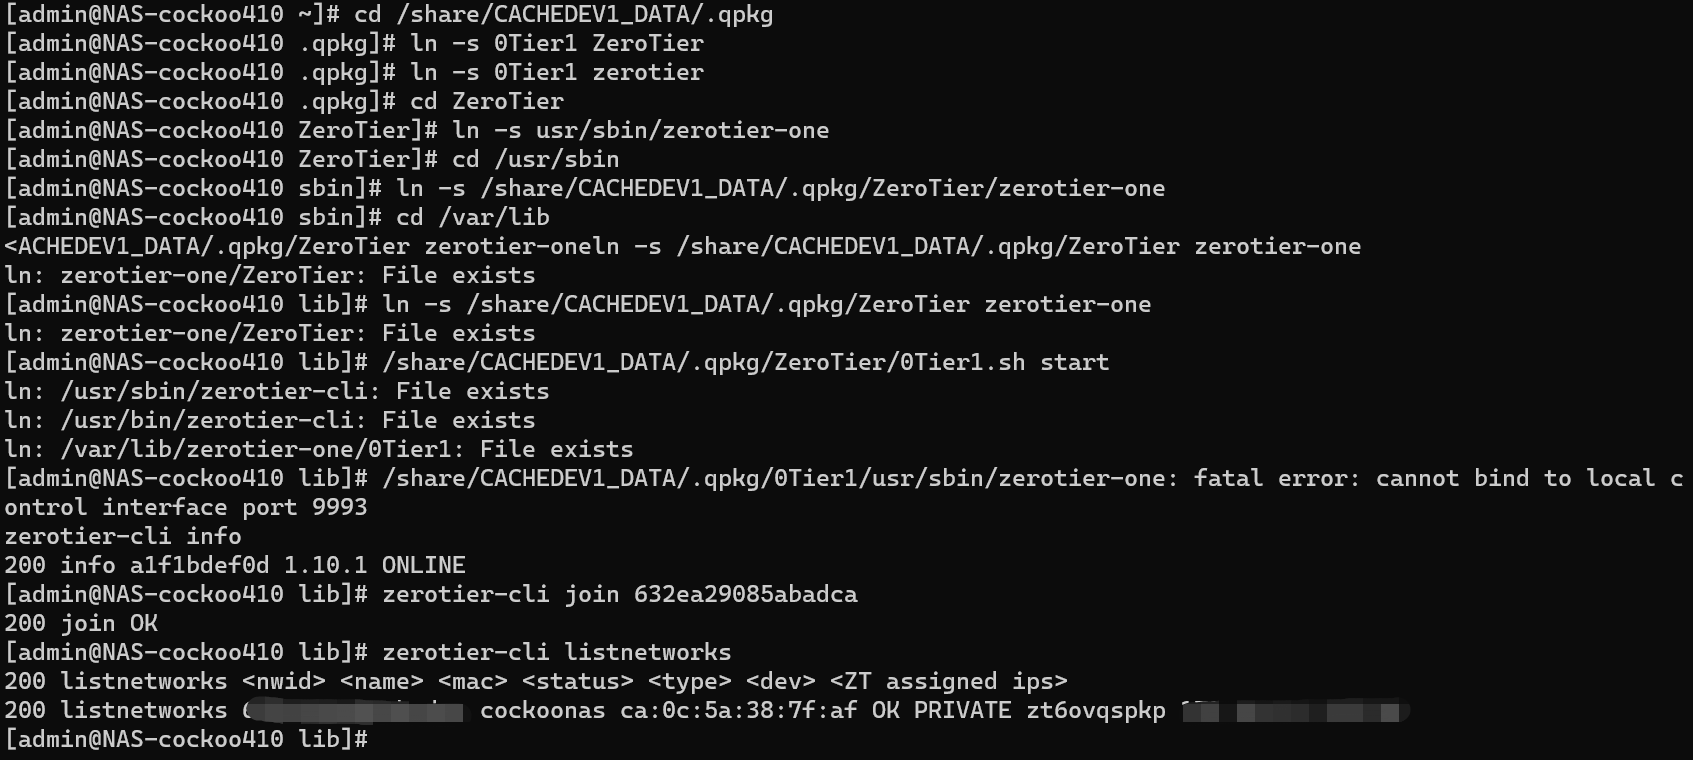 [admin@NAS-cockoo410 ~]# cd /share/CACHEDEV1_DATA/.qpkg
[admin@NAS-cockoo410 .qpkg]# ln -s 0Tier1 ZeroTier
[admin@NAS-cockoo410 .qpkg]# ln -s 0Tier1 zerotier
[admin@NAS-cockoo410 .qpkg]# cd ZeroTier
[admin@NAS-cockoo410 ZeroTier]# ln -s usr/sbin/zerotier-one
[admin@NAS-cockoo410 ZeroTier]# cd /usr/sbin
[admin@NAS-cockoo410 sbin]# ln -s /share/CACHEDEV1_DATA/.qpkg/ZeroTier/zerotier-one
[admin@NAS-cockoo410 sbin]# cd /var/lib
<ACHEDEV1_DATA/.qpkg/ZeroTier zerotier-oneln -s /share/CACHEDEV1_DATA/.qpkg/ZeroTier zerotier-one
ln: zerotier-one/ZeroTier: File exists
[admin@NAS-cockoo410 lib]# ln -s /share/CACHEDEV1_DATA/.qpkg/ZeroTier zerotier-one
ln: zerotier-one/ZeroTier: File exists
[admin@NAS-cockoo410 lib]# /share/CACHEDEV1_DATA/.qpkg/ZeroTier/0Tier1.sh start
ln: /usr/sbin/zerotier-cli: File exists
ln: /usr/bin/zerotier-cli: File exists
ln: /var/lib/zerotier-one/0Tier1: File exists
[admin@NAS-cockoo410 lib]# /share/CACHEDEV1_DATA/.qpkg/0Tier1/usr/sbin/zerotier-one: fatal error: cannot bind to local c
ontrol interface port 9993
zerotier-cli info
200 info a1f1bdef0d 1.10.1 ONLINE
[admin@NAS-cockoo410 lib]# zerotier-cli join 632ea29085abadca
200 join OK
[admin@NAS-cockoo410 lib]# zerotier-cli listnetworks
200 listnetworks <nwid> <name> <mac> <status> <type> <dev> <ZT assigned ips>
200 listnetworks cockoonas ca:0c:5a:38:7f:af OK PRIVATE zt6ovqspkp
[admin@NAS-cockoo410 lib]#